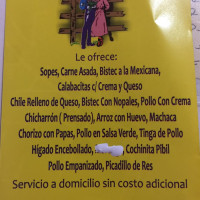 Le ofrece:
Sopes, Carne Asada, Bistec a la Mexicana,
Calabacitas c/ Crema y Queso
Chile Relleno de Queso, Bistec Con Nopales, Pollo Con Crema
Chicharrón ( Prensado), Arroz con Huevo, Machaca
Chorizo con Papas, Pollo en Salsa Verde, Tinga de Pollo
Higado Encebollado, Cochinita Pibil
Pollo Empanizado, Picadillo de Res
Servicio a domicilio sin costo adicional